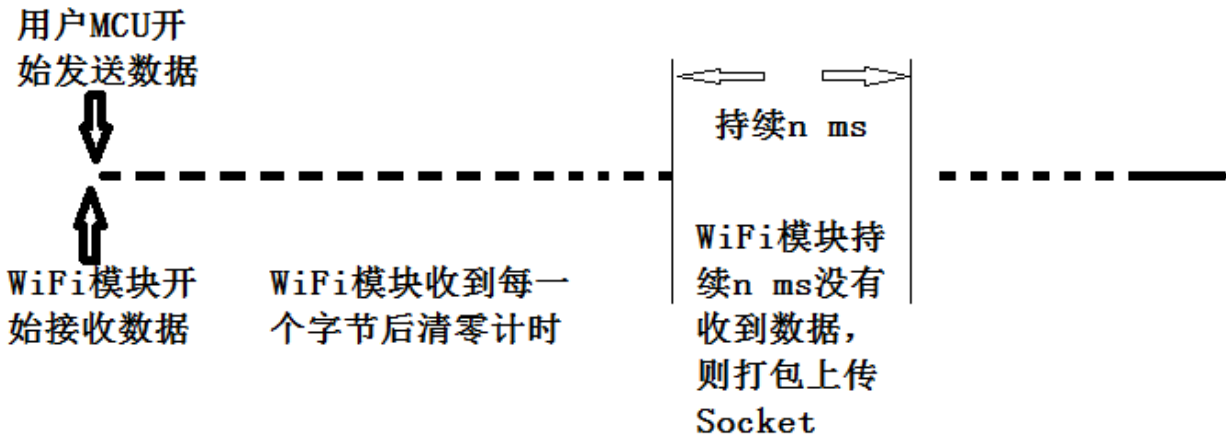 用户MCU开
始发送数据
持续n ms
WiFi模块开
始接收数据
WiFi模块收到每一
个字节后清零计时
WiFi模块持
续n ms没有
收到数据,
则打包上传
Socket